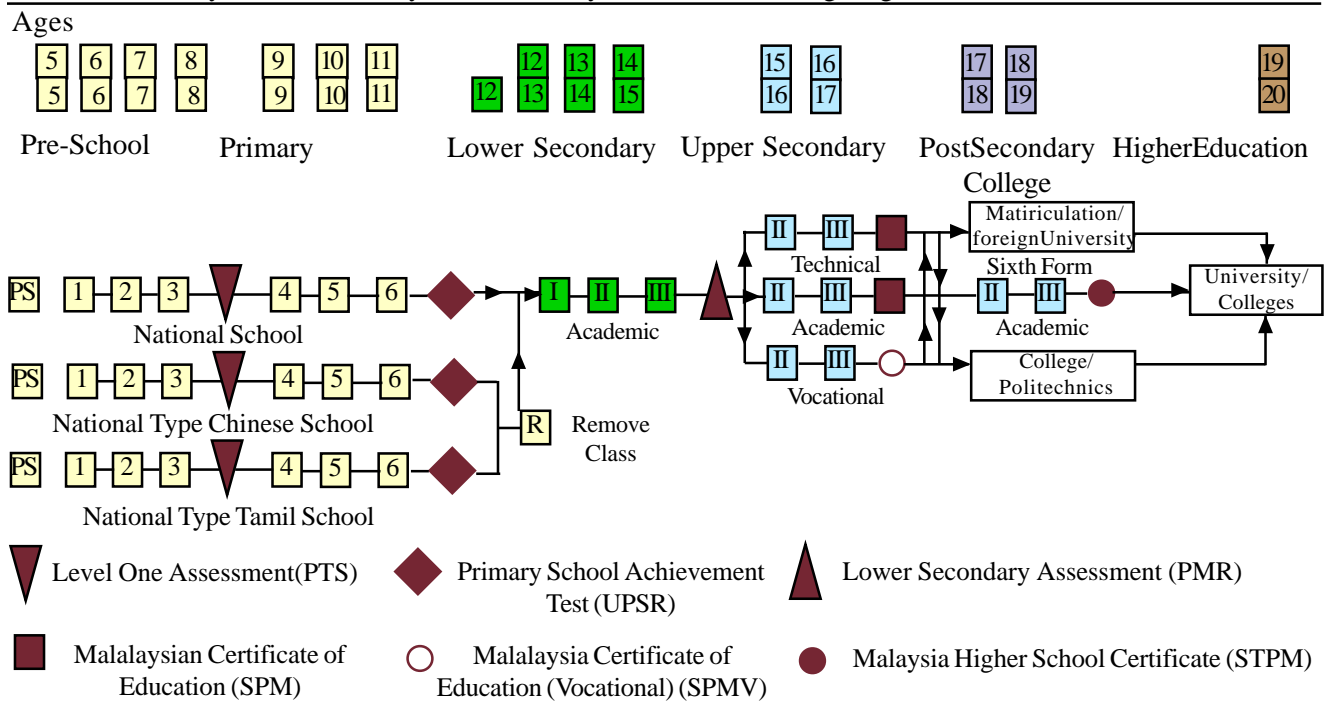 Ages
5 6 7 8 9 10 11 12 13 14 15 16 17 18 19
5 6 7 8 9 10 11 12 13 14 15 16 17 18 19 20
Pre-School Primary Lower Secondary Upper Secondary PostSecondary HigherEducation
College
Matiriculation/
foreignUniversity
II III
Technical
Sixth Form
University/
Colleges
PS 1 2 3 4 5 6 I II III II III II III
National School Academic Academic Academic
PS 1 2 3 4 5 6 II III
College/
Politechnics
Vocational
National Type Chinese School
R Remove
Class
PS 1 2 3 4 5 6
National Type Tamil School
Level One Assessment(PTS)
Primary School Achievement
Test (UPSR)
Lower Secondary Assessment (PMR)
Malalaysian Certificate of
Education (SPM)
Malalaysia Certificate of
Education (Vocational) (SPMV)
Malaysia Higher School Certificate (STPM)